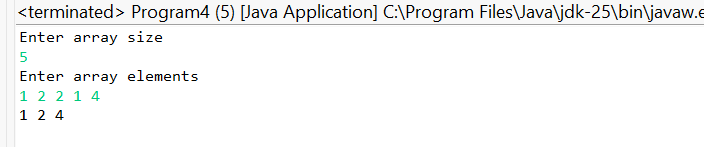 <terminated> Program4 (5) [Java Application] C:\Program Files\Java\jdk-25\bin\javaw.e
Enter array size
5
Enter array elements
1 2 2 1 4
1 2 4